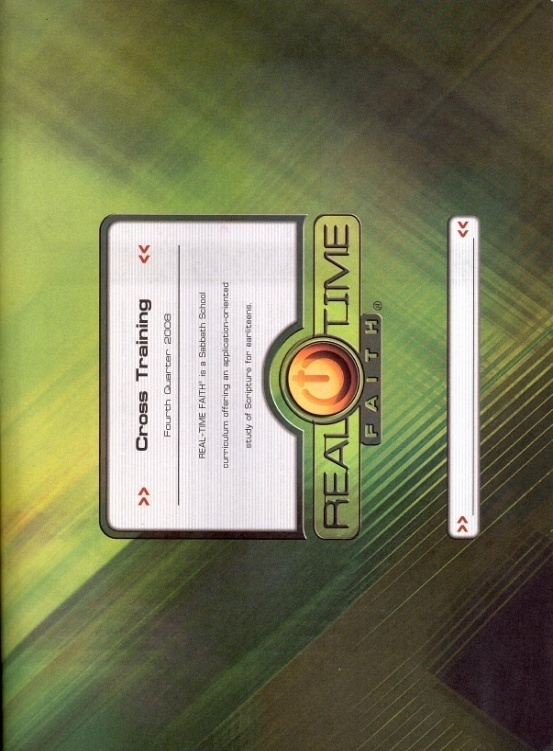 Cross Training
Fourth Quarter 2008
REAL-TIME FAITH® is a Sabbath School
curriculum offering an application-oriented
study of Scripture for earliteens.
REAL TIME
FAITH®